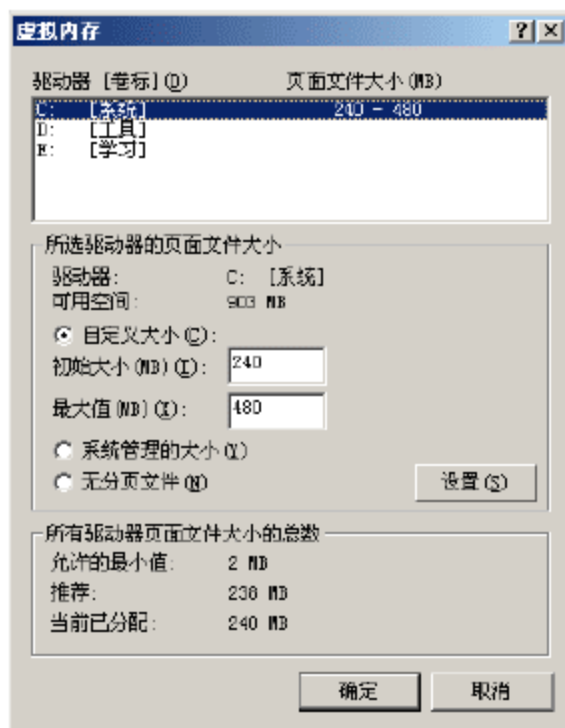 虚拟内存
驱动器 [卷标](D) 页面文件大小(MB)
C: [系统] 240 - 480
D: [工具]
E: [学习]
所选驱动器的页面文件大小
驱动器: C: [系统]
可用空间: 903 MB
自定义大小(C):
初始大小(MB)(I): 240
最大值(MB)(X): 480
系统管理的大小(Y)
无分页文件(N) 设置(S)
所有驱动器页面文件大小的总数
允许的最小值: 2 MB
推荐: 238 MB
当前已分配: 240 MB
确定 取消